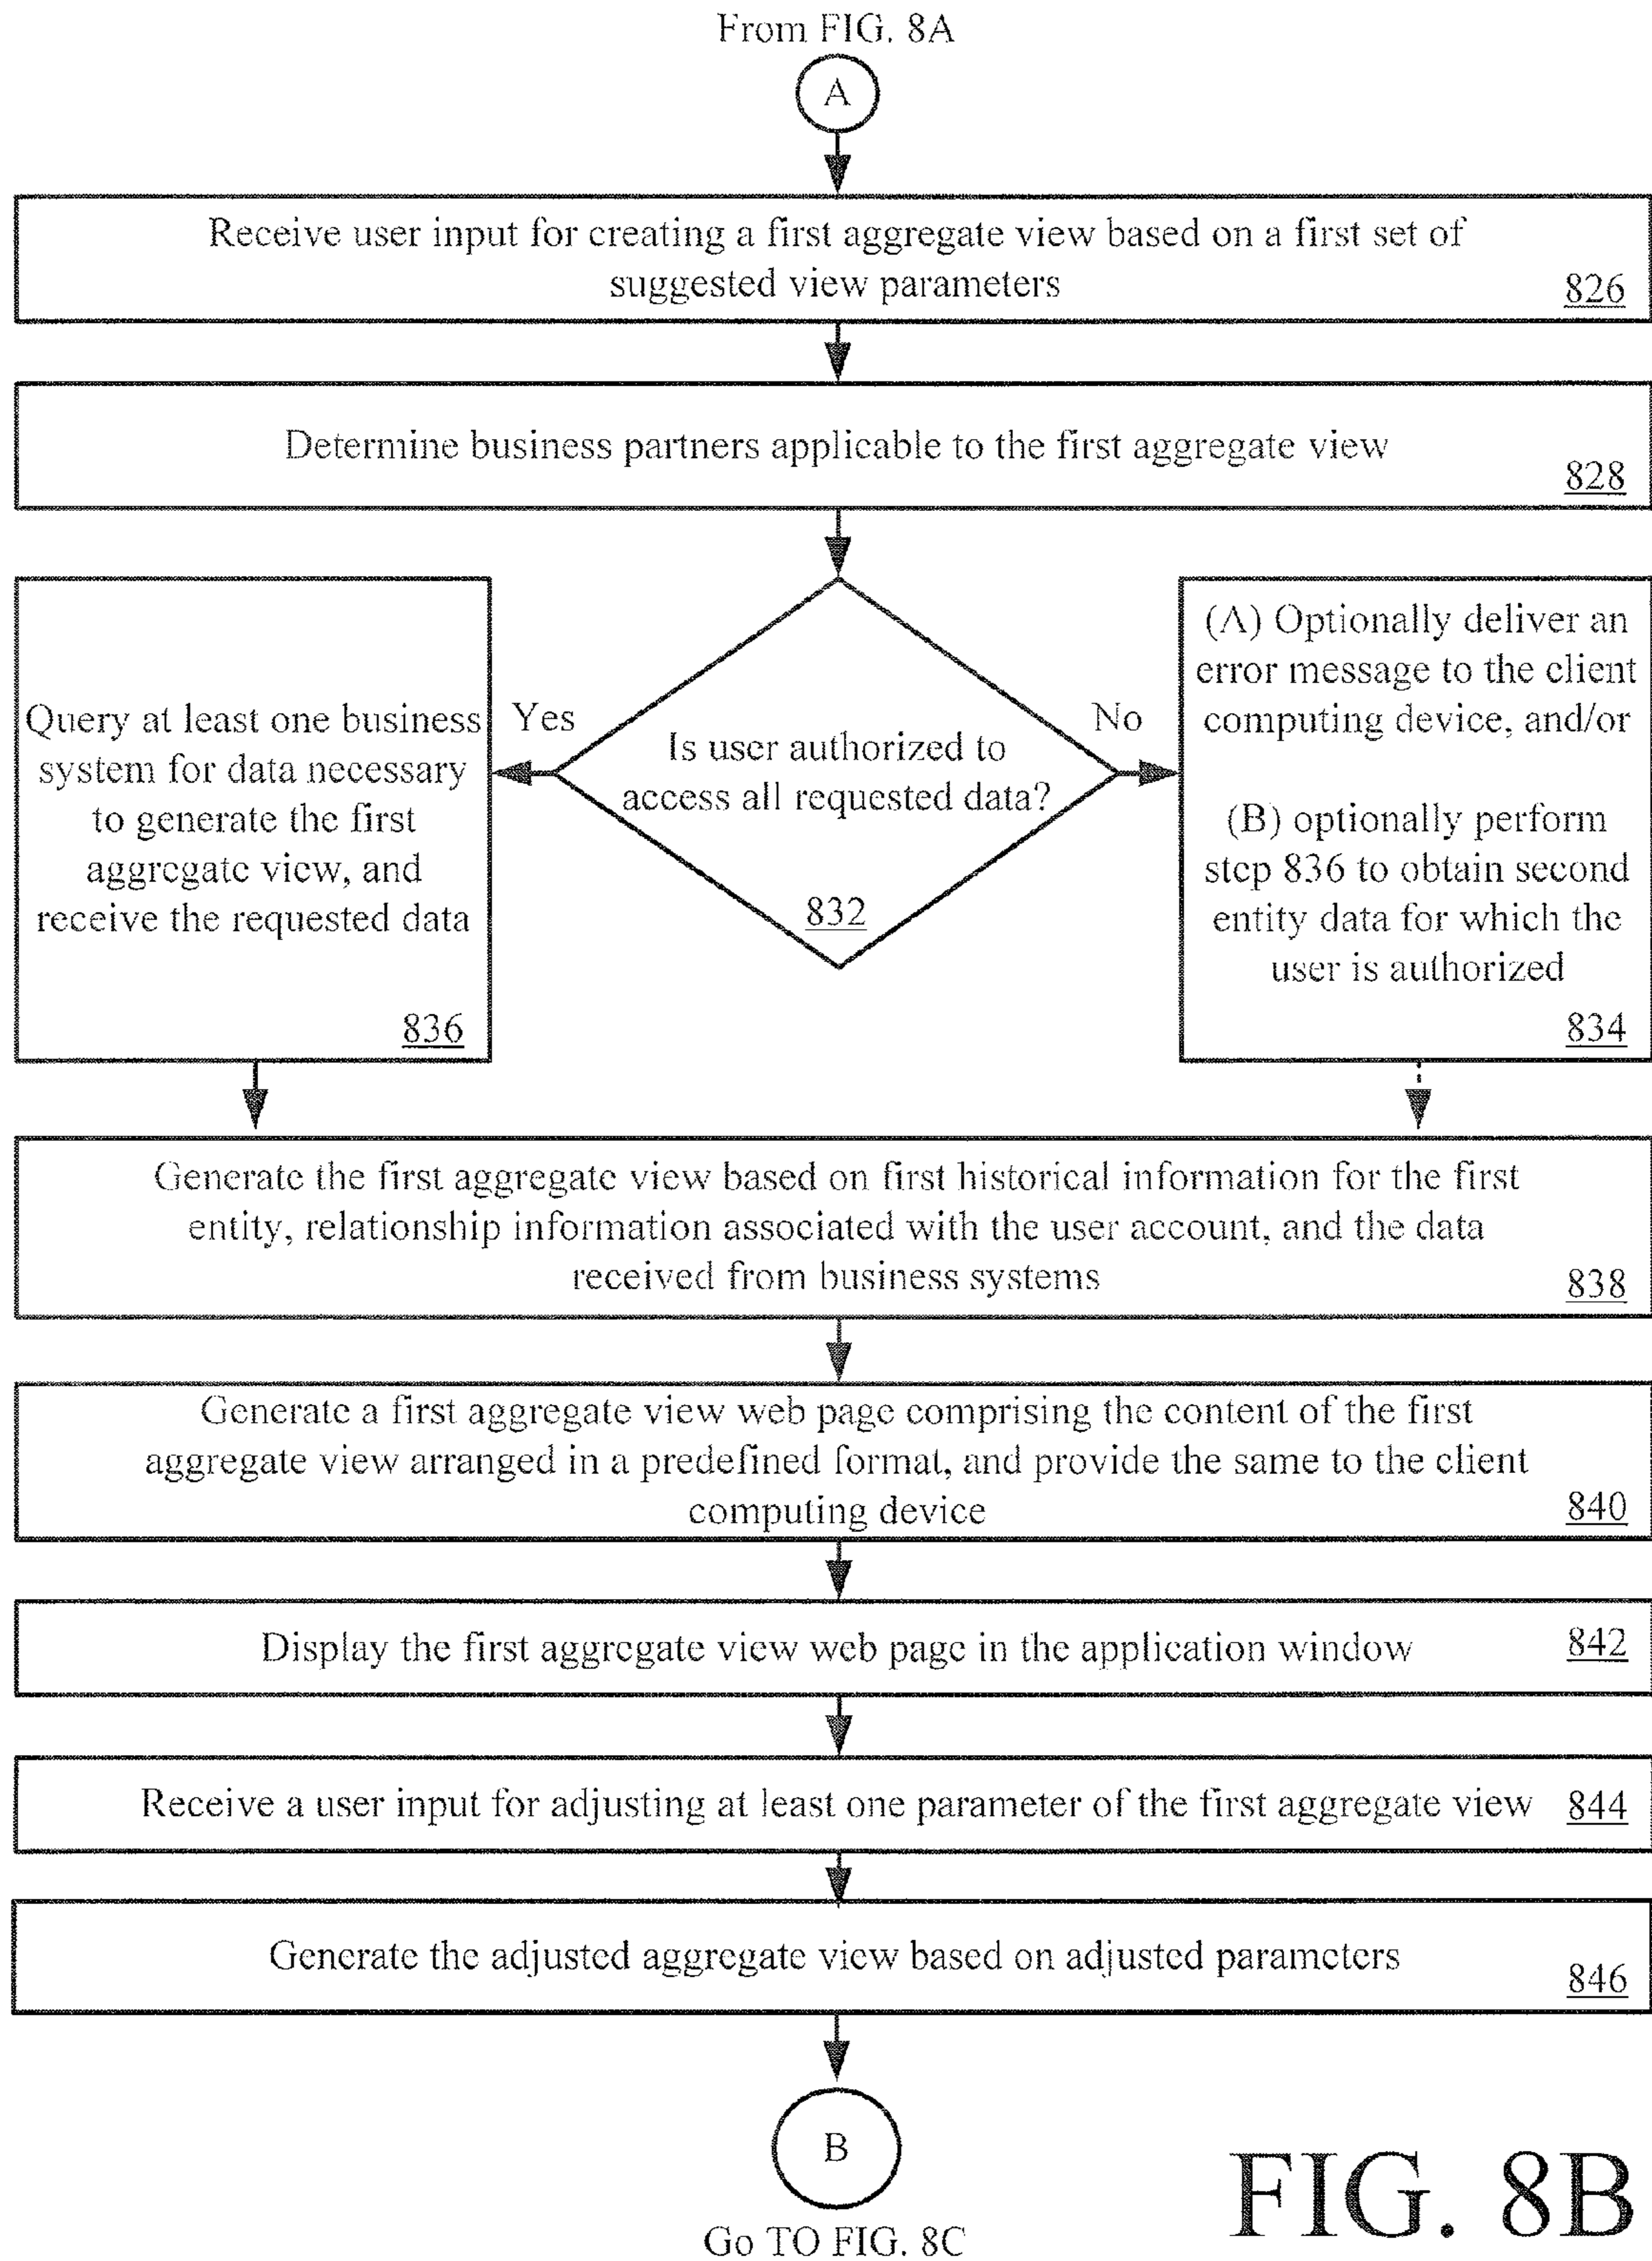 From FIG. 8A
A
Receive user input for creating a first aggregate view based on a first set of
suggested view parameters
826
Determine business partners applicable to the first aggregate view
828
Query at least one business
system for data necessary
to generate the first
aggregate view, and
receive the requested data
836
Yes
Is user authorized to
access all requested data?
832
No
(A) Optionally deliver an
error message to the client
computing device, and/or
(B) optionally perform
step 836 to obtain second
entity data for which the
user is authorized
834
Generate the first aggregate view based on first historical information for the first
entity, relationship information associated with the user account, and the data
received from business systems
838
Generate a first aggregate view web page comprising the content of the first
aggregate view arranged in a predefined format, and provide the same to the client
computing device
840
Display the first aggregate view web page in the application window
842
Receive a user input for adjusting at least one parameter of the first aggregate view
844
Generate the adjusted aggregate view based on adjusted parameters
846
B
Go TO FIG. 8C
FIG. 8B